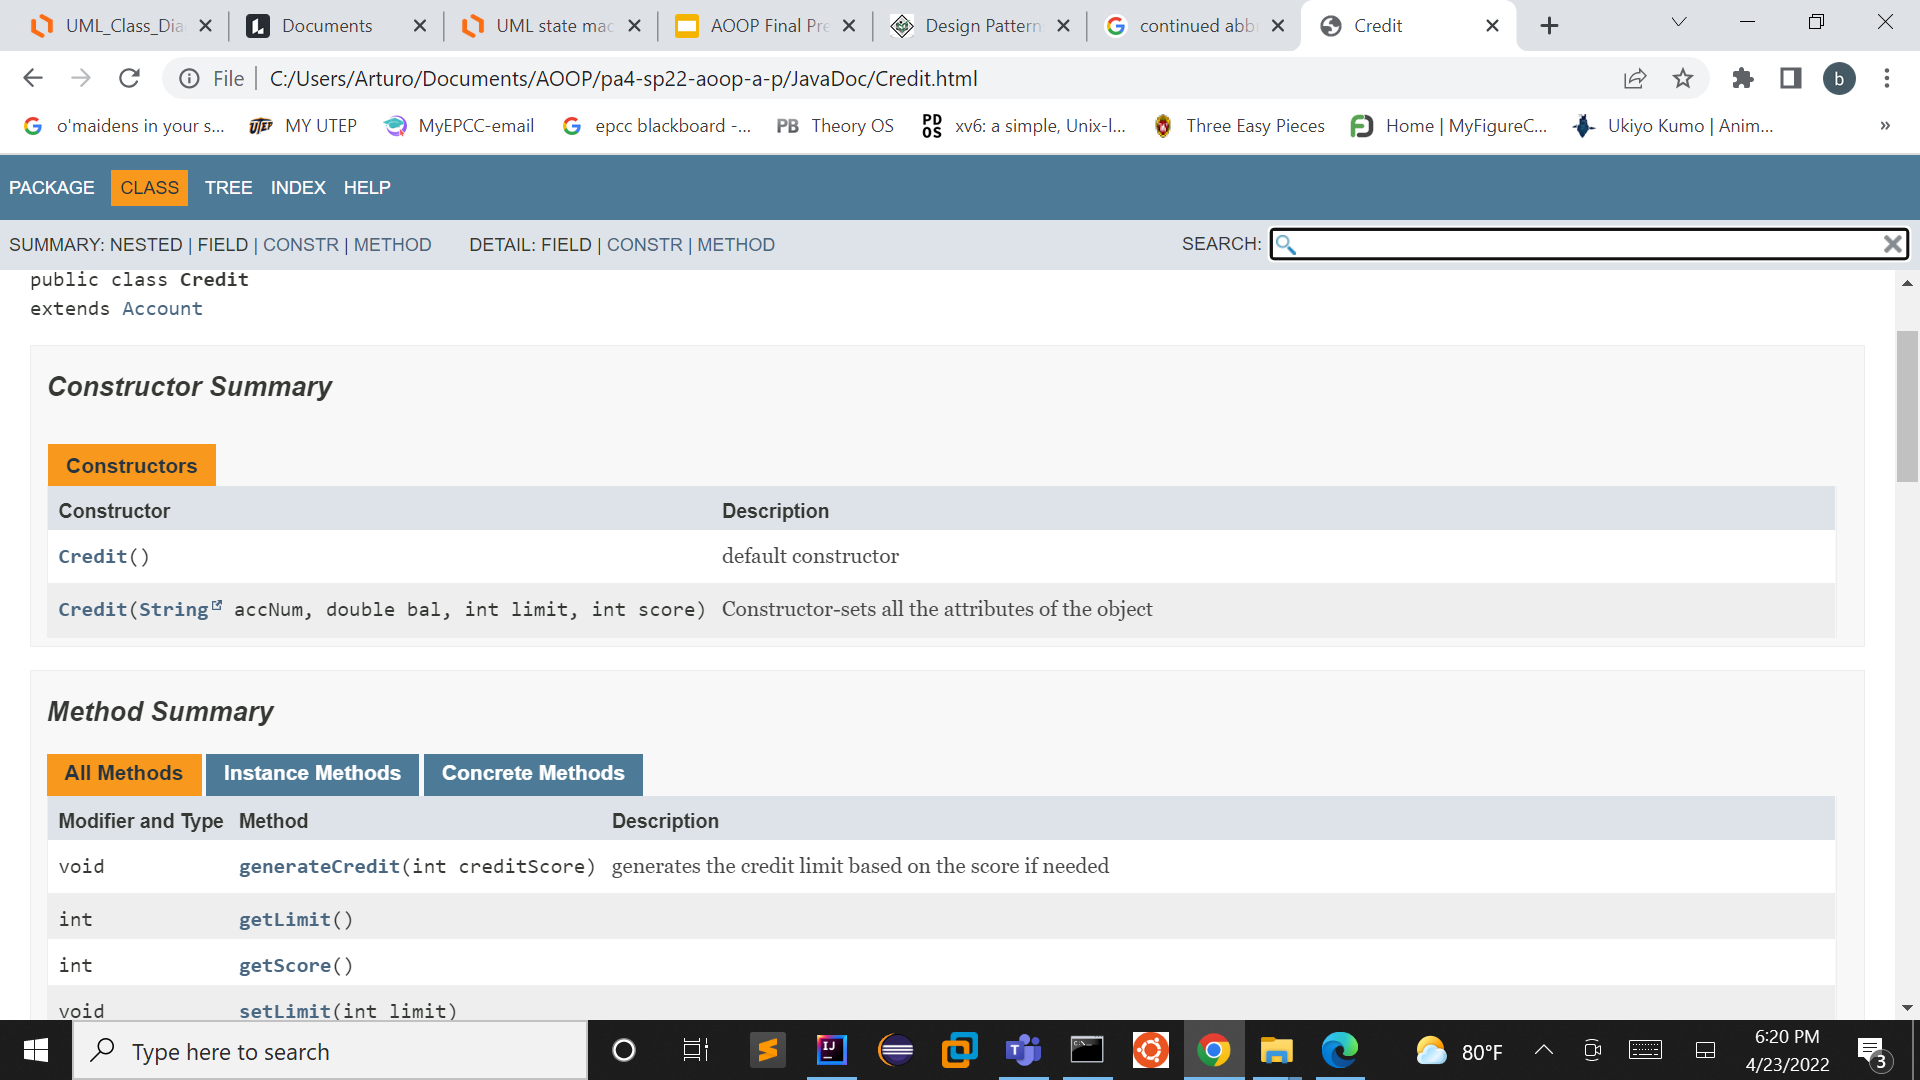 UML_Class_Dia
Documents
UML state mac
AOOP Final Pre
Design Pattern
continued abb
Credit
File
C:/Users/Arturo/Documents/AOOP/pa4-sp22-aoop-a-p/JavaDoc/Credit.html
b
o'maidens in your s...
UTEP MY UTEP
MyEPCC-email
epcc blackboard -...
PB Theory OS
PD OS xv6: a simple, Unix-l...
Three Easy Pieces
Home | MyFigureC...
Ukiyo Kumo | Anim...
»
PACKAGE CLASS TREE INDEX HELP
SUMMARY: NESTED | FIELD | CONSTR | METHOD DETAIL: FIELD | CONSTR | METHOD SEARCH:
public class Credit
extends Account
Constructor Summary
Constructors
Constructor Description
Credit() default constructor
Credit(String accNum, double bal, int limit, int score) Constructor-sets all the attributes of the object
Method Summary
All Methods Instance Methods Concrete Methods
Modifier and Type Method Description
void generateCredit(int creditScore) generates the credit limit based on the score if needed
int getLimit()
int getScore()
void setLimit(int limit)
Type here to search
80°F
6:20 PM
4/23/2022
3